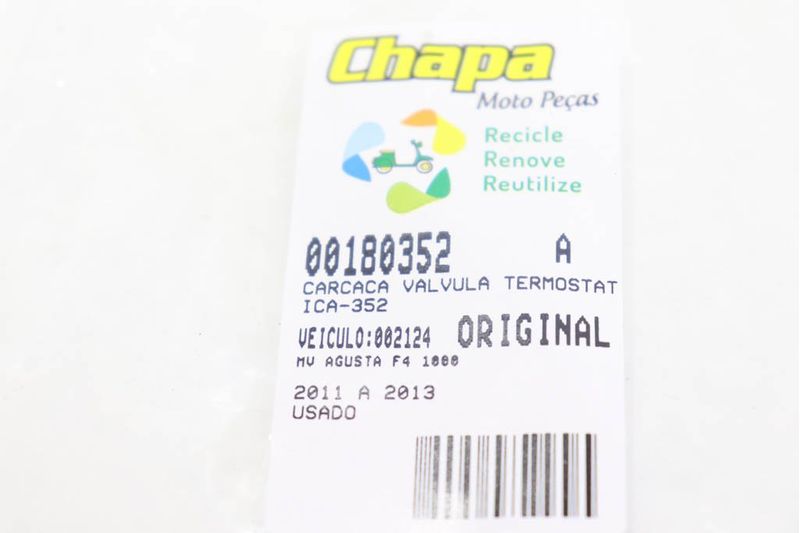 Chapa
Moto Peças
Recicle
Renove
Reutilize
00180352 A
CARCACA VALVULA TERMOSTAT
ICA-352
VEICULO:002124 ORIGINAL
MV AGUSTA F4 1000
2011 A 2013
USADO